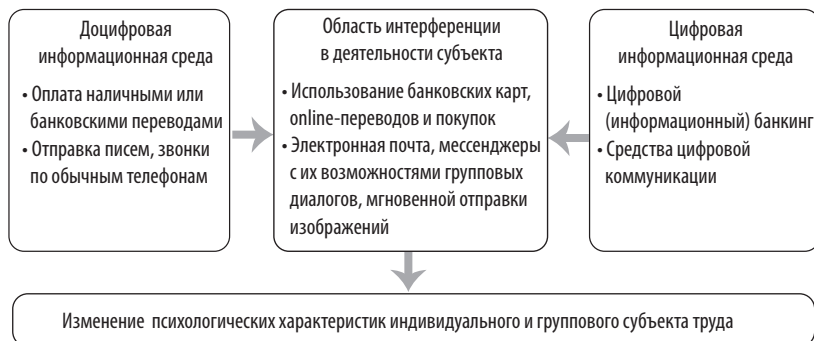 Доцифровая
информационная среда
• Оплата наличными или
банковскими переводами
• Отправка писем, звонки
по обычным телефонам
Область интерференции
в деятельности субъекта
• Использование банковских карт,
online-переводов и покупок
• Электронная почта, мессенджеры
с их возможностями групповых
диалогов, мгновенной отправки
изображений
Цифровая
информационная среда
• Цифровой
(информационный) банкинг
• Средства цифровой
коммуникации
Изменение психологических характеристик индивидуального и группового субъекта труда